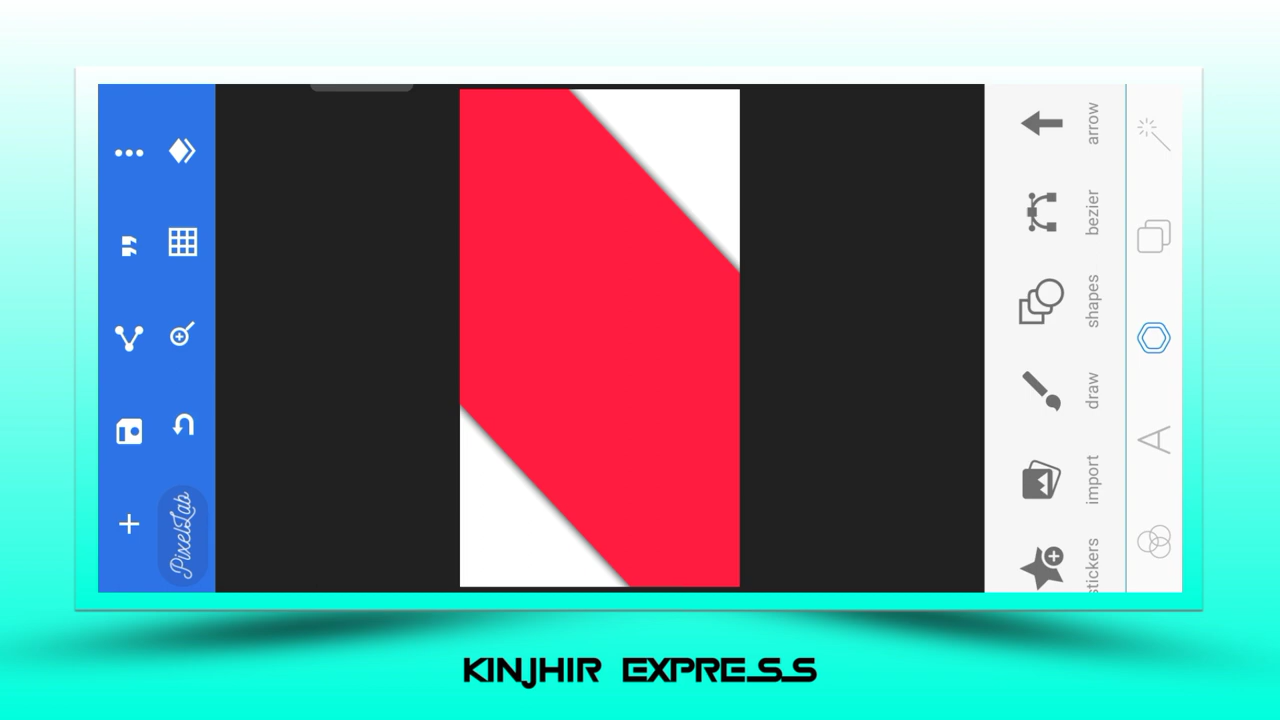 PixelLab
arrow
bezier
shapes
draw
import
stickers
KINJHIR EXPRESS